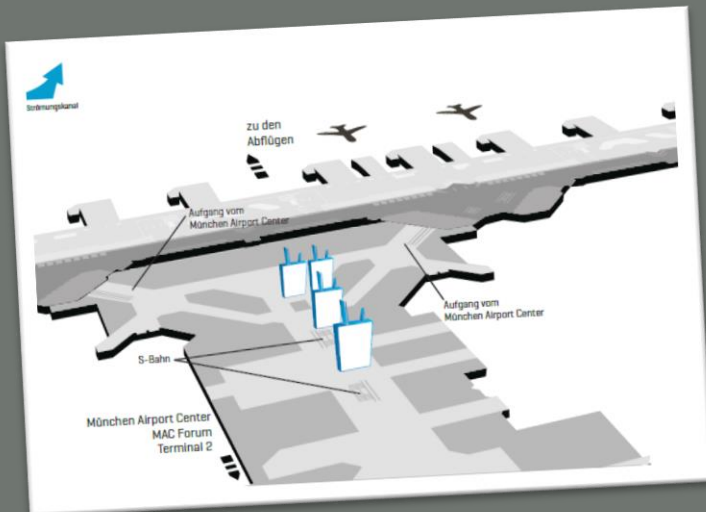 Strömungskanal
zu den
Abflügen
Aufgang vom
München Airport Center
Aufgang vom
München Airport Center
S-Bahn
München Airport Center
MAC Forum
Terminal 2